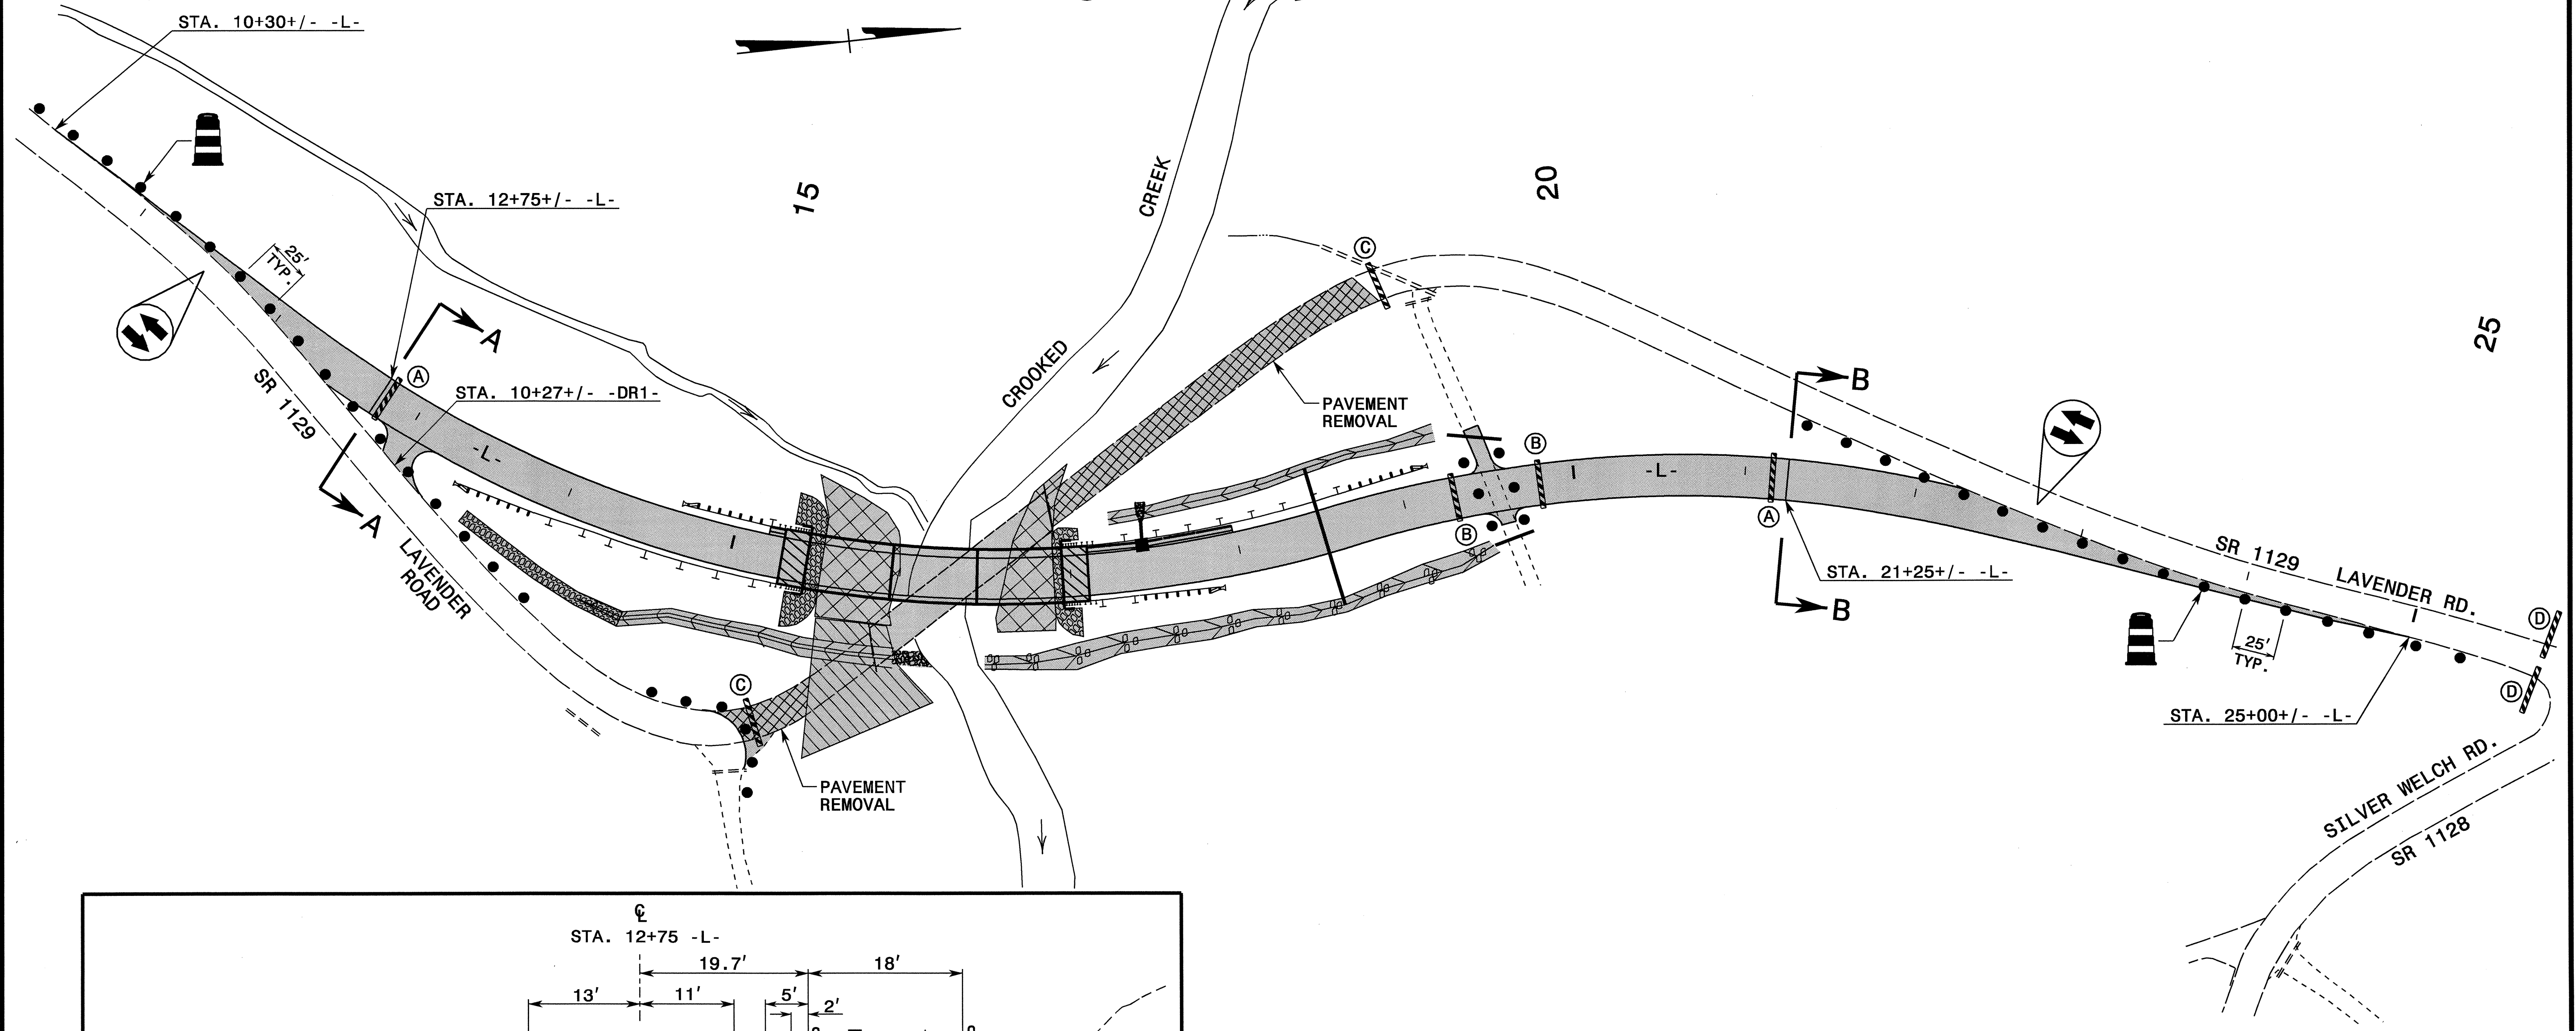 STA. 10+30+/- -L-
15
20
25
CREEK
CROOKED
STA. 12+75+/- -L-
25'
TYP.
C
A
A
STA. 10+27+/- -DR1-
SR 1129
-L-
A
LAVENDER
ROAD
PAVEMENT
REMOVAL
B
B
B
-L-
A
STA. 21+25+/- -L-
B
SR 1129
LAVENDER RD.
25'
TYP.
D
D
STA. 25+00+/- -L-
C
PAVEMENT
REMOVAL
SILVER WELCH RD.
SR 1128
CL
STA. 12+75 -L-
19.7'
18'
13'
11'
5'
2'